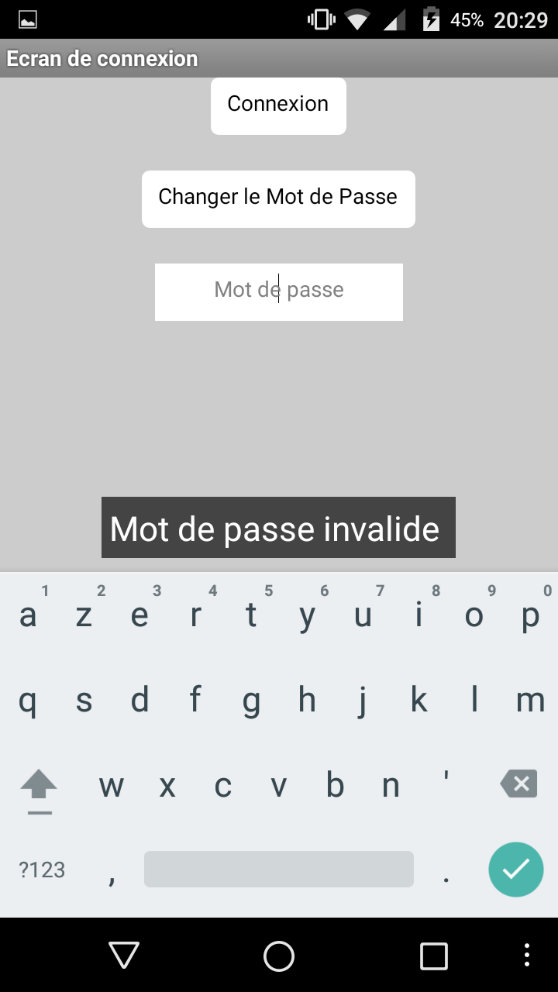 45% 20:29
Ecran de connexion
Connexion
Changer le Mot de Passe
Mot de passe
Mot de passe invalide
1 2 3 4 5 6 7 8 9 0
a z e r t y u i o p
q s d f g h j k l m
w x c v b n '
?123 , .